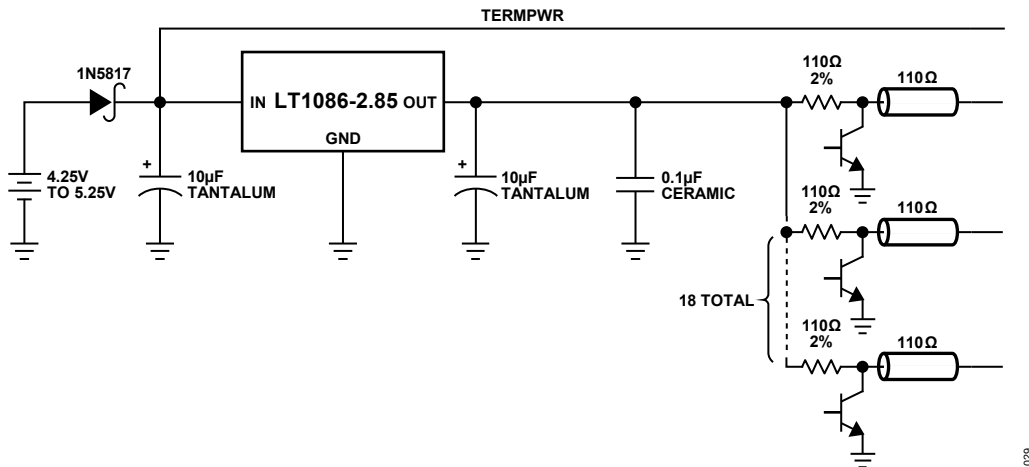 TERMPWR
1N5817
IN LT1086-2.85 OUT
GND
4.25V
TO 5.25V
+
10µF
TANTALUM
+
10µF
TANTALUM
0.1µF
CERAMIC
110Ω
2%
110Ω
110Ω
2%
110Ω
18 TOTAL
110Ω
2%
110Ω
029